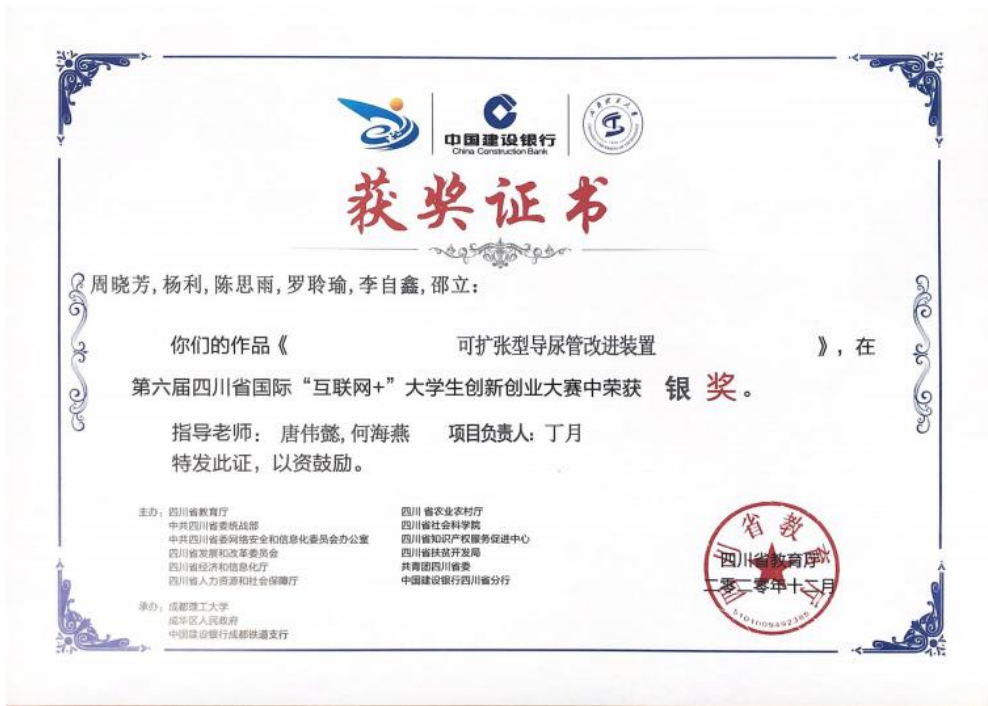 中国建设银行
China Construction Bank
获奖证书
周晓芳,杨利,陈思雨,罗聆瑜,李自鑫,邵立:
你们的作品《 可扩张型导尿管改进装置 》,在
第六届四川省国际“互联网+”大学生创新创业大赛中荣获 银 奖。
指导老师: 唐伟懿,何海燕 项目负责人:丁月
特发此证,以资鼓励。
主办:四川省教育厅
中共四川省委统战部
中共四川省委网络安全和信息化委员会办公室
四川省发展和改革委员会
四川省经济和信息化厅
四川省人力资源和社会保障厅
四川 省农业农村厅
四川省社会科学院
四川省知识产权服务促进中心
四川省扶贫开发局
共青团四川省委
中国建设银行四川省分行
承办:成都理工大学
成华区人民政府
中国建设银行成都铁道支行
四川省教育厅
四川省教育厅
二零二零年十二月